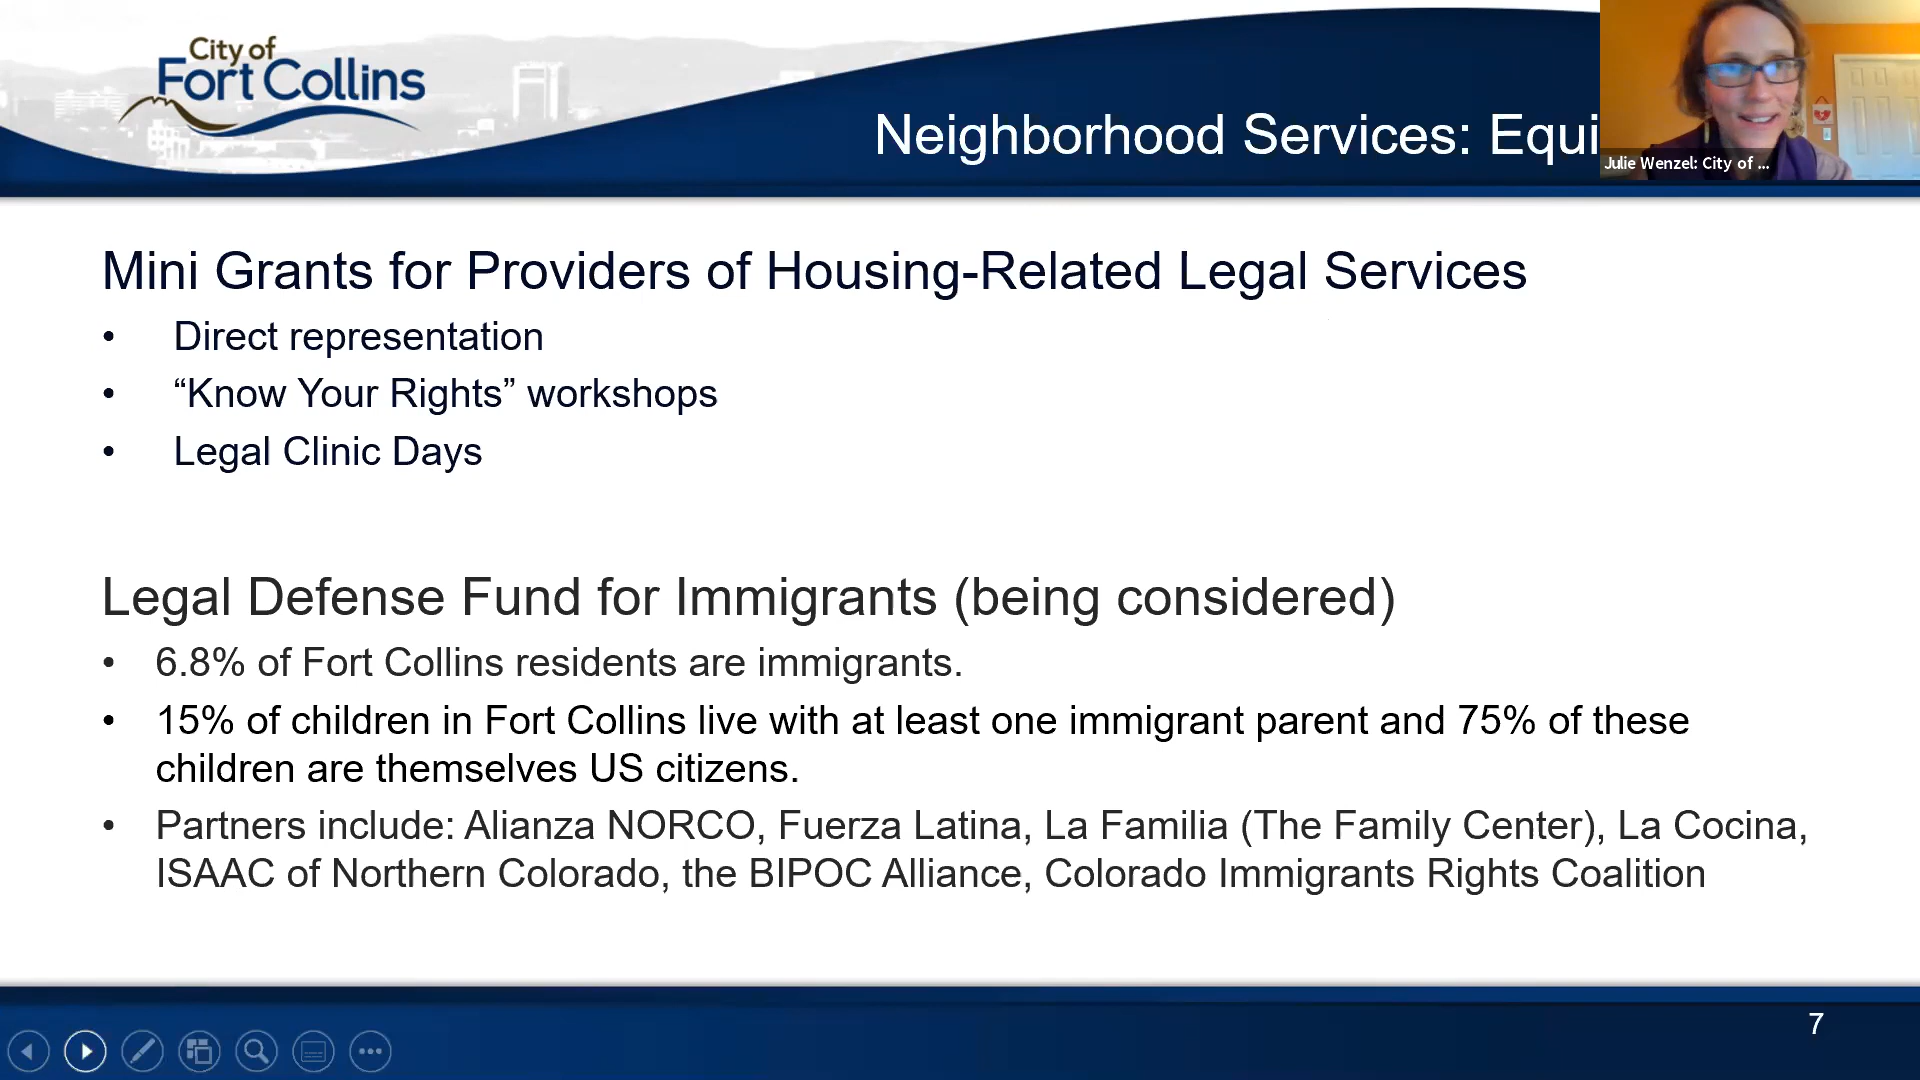 City of
Fort Collins
Neighborhood Services: Equi
Julie Wenzel: City of ...
Mini Grants for Providers of Housing-Related Legal Services
• Direct representation
• “Know Your Rights” workshops
• Legal Clinic Days
Legal Defense Fund for Immigrants (being considered)
• 6.8% of Fort Collins residents are immigrants.
• 15% of children in Fort Collins live with at least one immigrant parent and 75% of these
children are themselves US citizens.
• Partners include: Alianza NORCO, Fuerza Latina, La Familia (The Family Center), La Cocina,
ISAAC of Northern Colorado, the BIPOC Alliance, Colorado Immigrants Rights Coalition
7